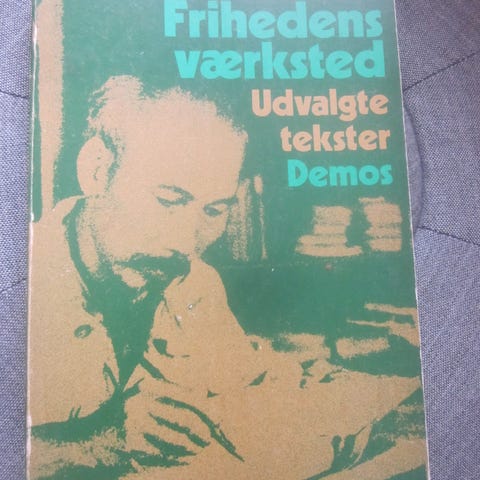 Frihedens
værksted
Udvalgte
tekster
Demos